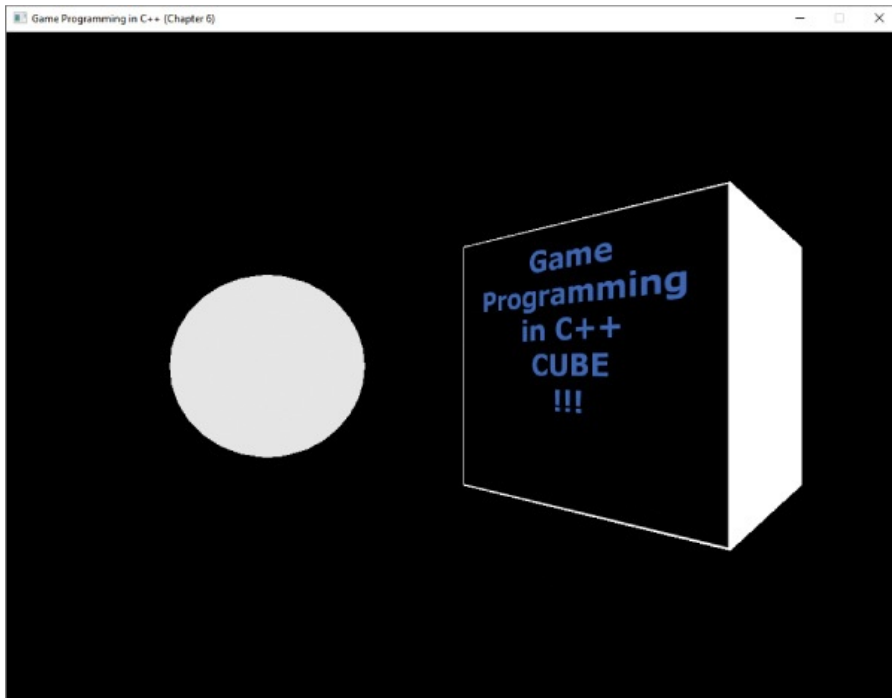 Game Programming in C++ (Chapter 6)
Game
Programming
in C++
CUBE
!!!